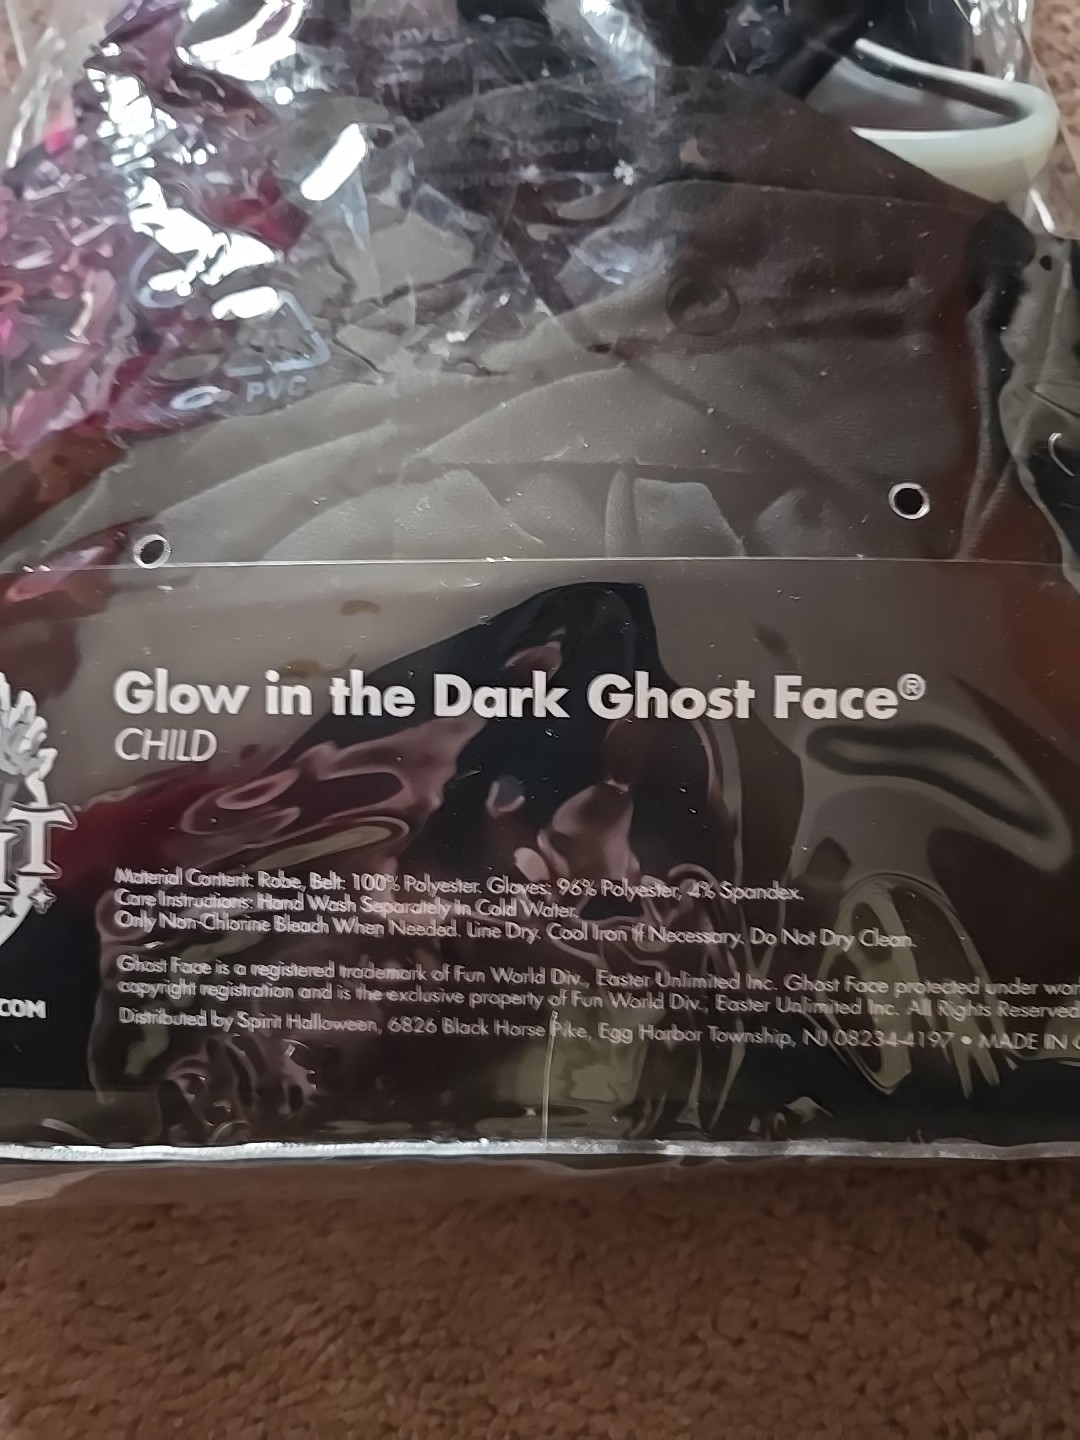 PVC
Glow in the Dark Ghost Face®
CHILD
Material Content: Robe, Belt: 100% Polyester. Gloves: 96% Polyester, 4% Spandex.
Care Instructions: Hand Wash Separately In Cold Water.
Only Non-Chlorine Bleach When Needed. Line Dry. Cool Iron If Necessary. Do Not Dry Clean.
Ghost Face is a registered trademark of Fun World Div., Easter Unlimited Inc. Ghost Face protected under wor
copyright registration and is the exclusive property of Fun World Div., Easter Unlimited Inc. All Rights Reserved
.COM
Distributed by Spirit Halloween, 6826 Black Horse Pike, Egg Harbor Township, NJ 08234-4197 • MADE IN